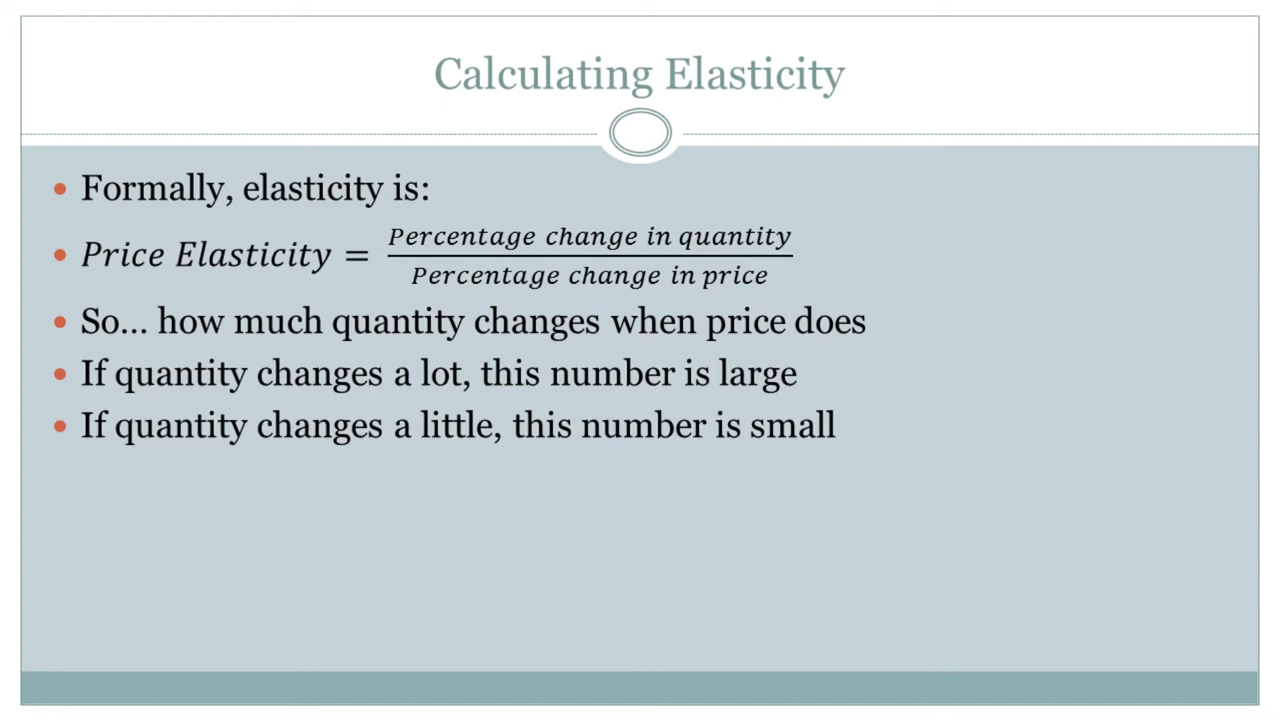 Calculating Elasticity
• Formally, elasticity is:
• Price Elasticity = Percentage change in quantity / Percentage change in price
• So… how much quantity changes when price does
• If quantity changes a lot, this number is large
• If quantity changes a little, this number is small